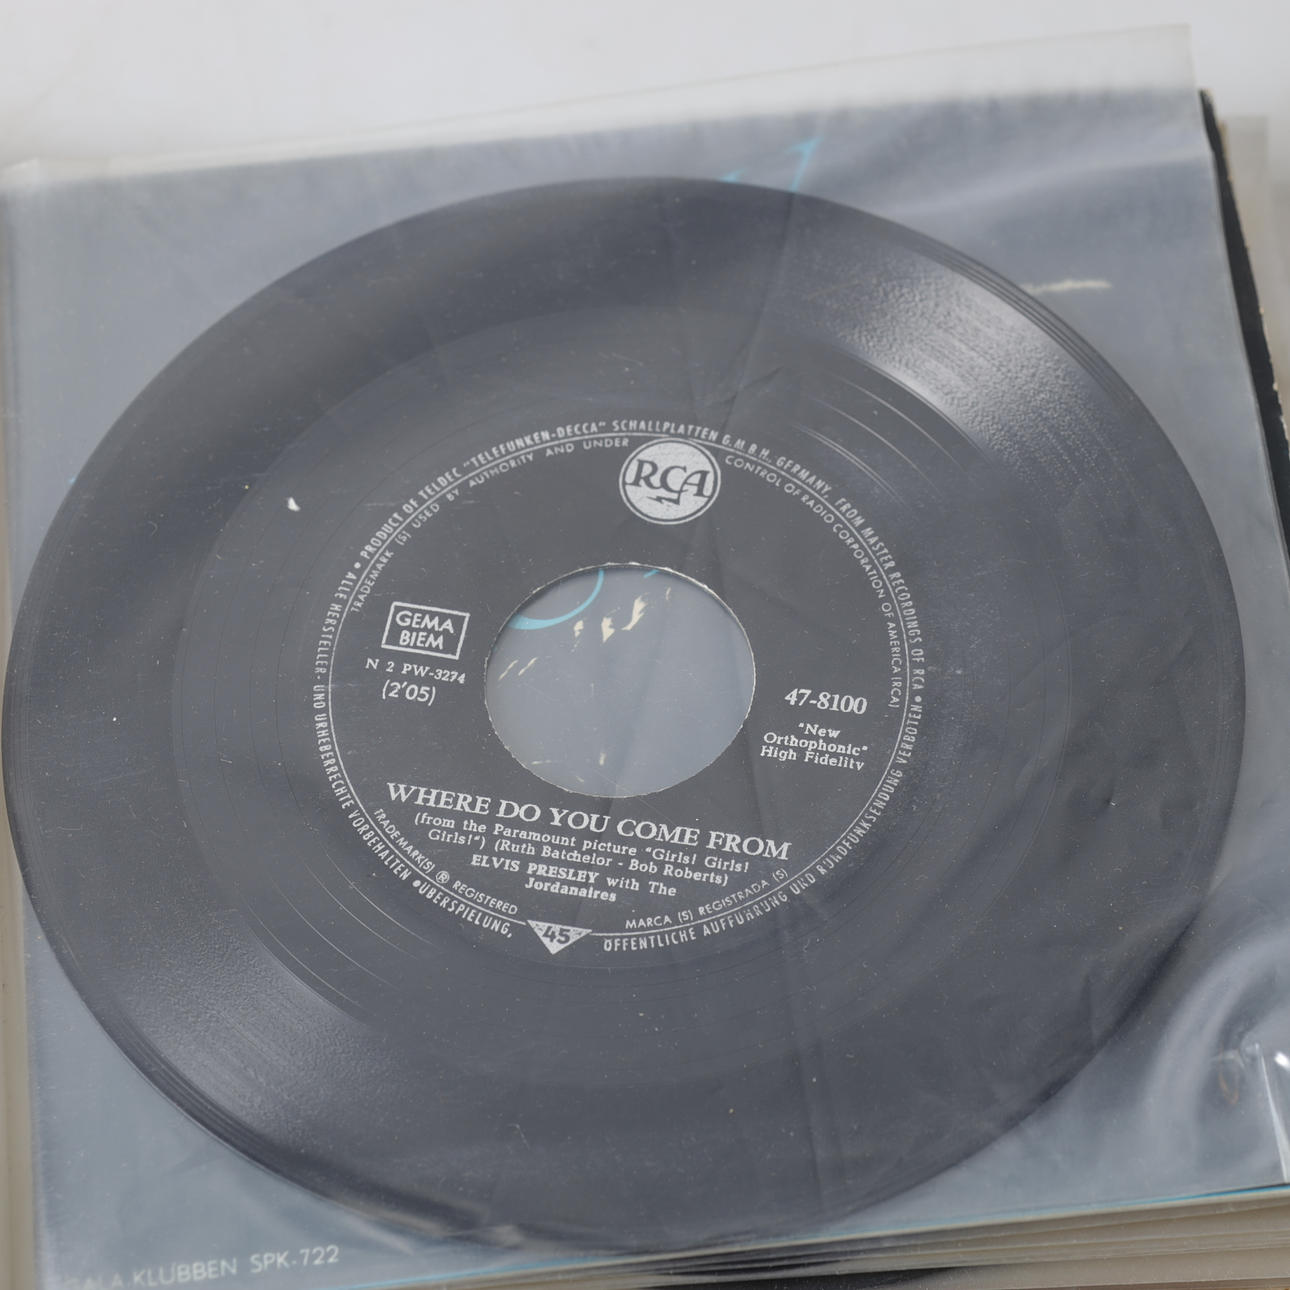 • PRODUCT OF TELDEC "TELEFUNKEN-DECCA" SCHALLPLATTEN G.M.B.H., GERMANY, FROM MASTER RECORDINGS OF RCA •
ALLE HERSTELLER- UND URHEBERRECHTE VORBEHALTEN • ÜBERSPIELUNG,
ÖFFENTLICHE AUFFÜHRUNG UND RUNDFUNKSENDUNG VERBOTEN
TRADEMARK (S) USED BY AUTHORITY AND UNDER
CONTROL OF RADIO CORPORATION OF AMERICA (RCA)
RCA
GEMA
BIEM
N 2 PW-3274
(2'05)
47-8100
"New
Orthophonic"
High Fidelity
WHERE DO YOU COME FROM
(from the Paramount picture "Girls! Girls!
Girls!") (Ruth Batchelor - Bob Roberts)
ELVIS PRESLEY with The
Jordanaires
TRADEMARK(S) ® REGISTERED
MARCA (S) REGISTRADA (S)
45
KLUBBEN SPK-722